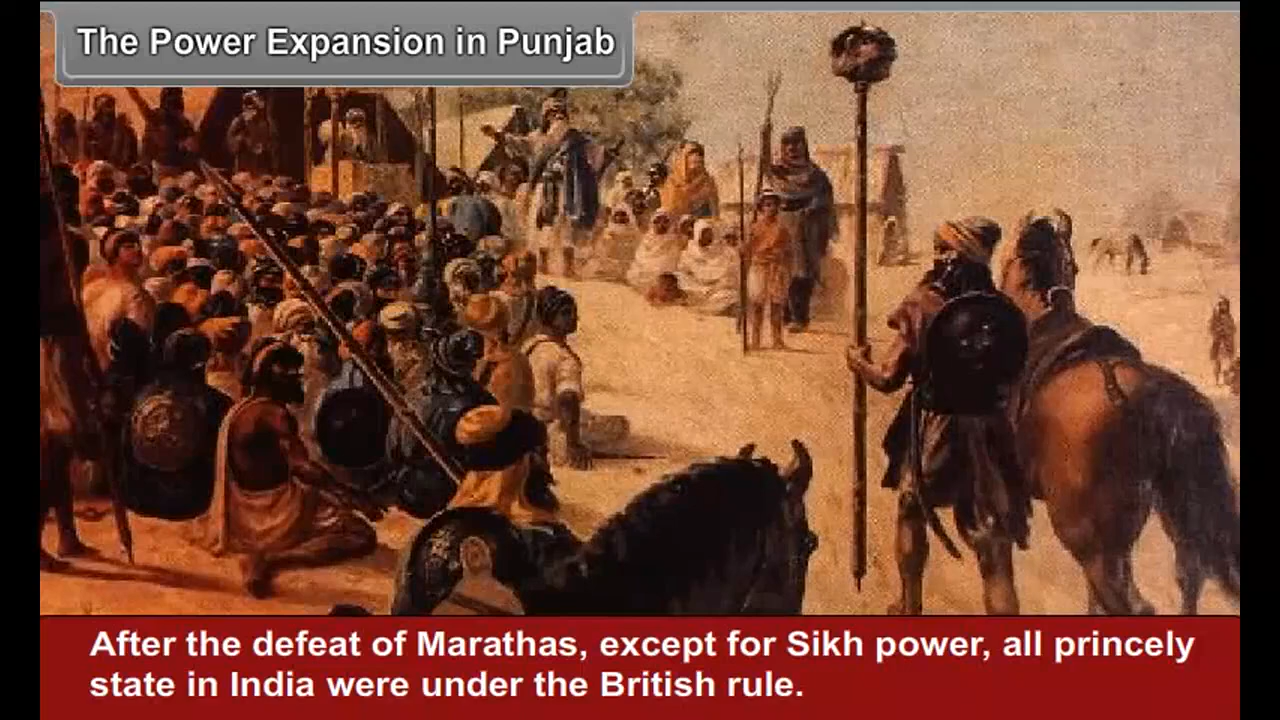 The Power Expansion in Punjab
After the defeat of Marathas, except for Sikh power, all princely
state in India were under the British rule.